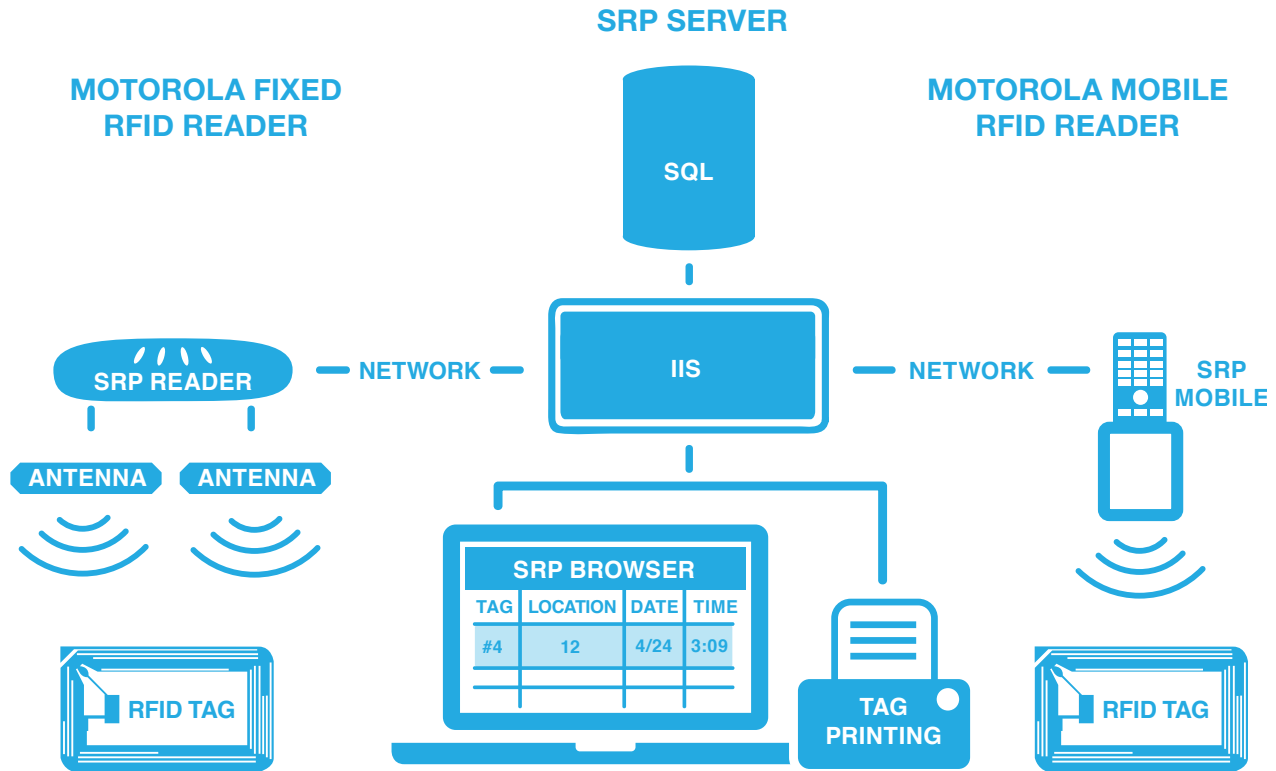 SRP SERVER
MOTOROLA FIXED
RFID READER
MOTOROLA MOBILE
RFID READER
SQL
SRP READER
NETWORK
IIS
NETWORK
SRP
MOBILE
ANTENNA
ANTENNA
SRP BROWSER
TAG LOCATION DATE TIME
#4 12 4/24 3:09
RFID TAG
TAG
PRINTING
RFID TAG